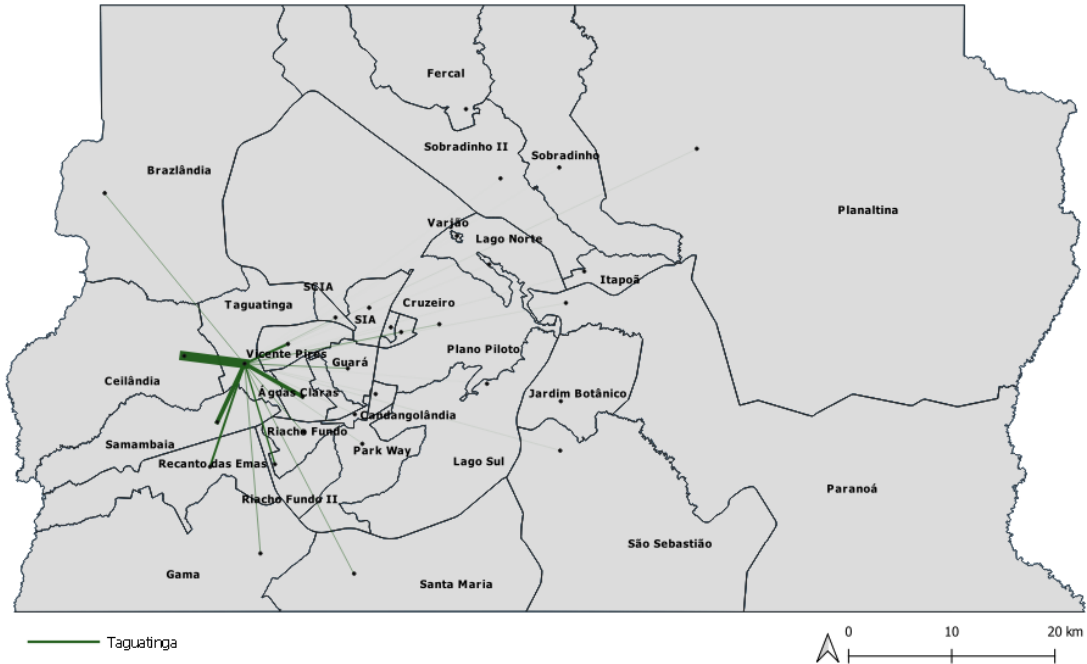 Fercal
Sobradinho II
Sobradinho
Brazlândia
Planaltina
Varjão
Lago Norte
Itapoã
SCIA
Taguatinga
Cruzeiro
SIA
Plano Piloto
Vicente Pires
Guará
Ceilândia
Águas Claras
Jardim Botânico
Candangolândia
Riacho Fundo
Samambaia
Park Way
Recanto das Emas
Lago Sul
Paranoá
Riacho Fundo II
São Sebastião
Gama
Santa Maria
Taguatinga
0 10 20 km